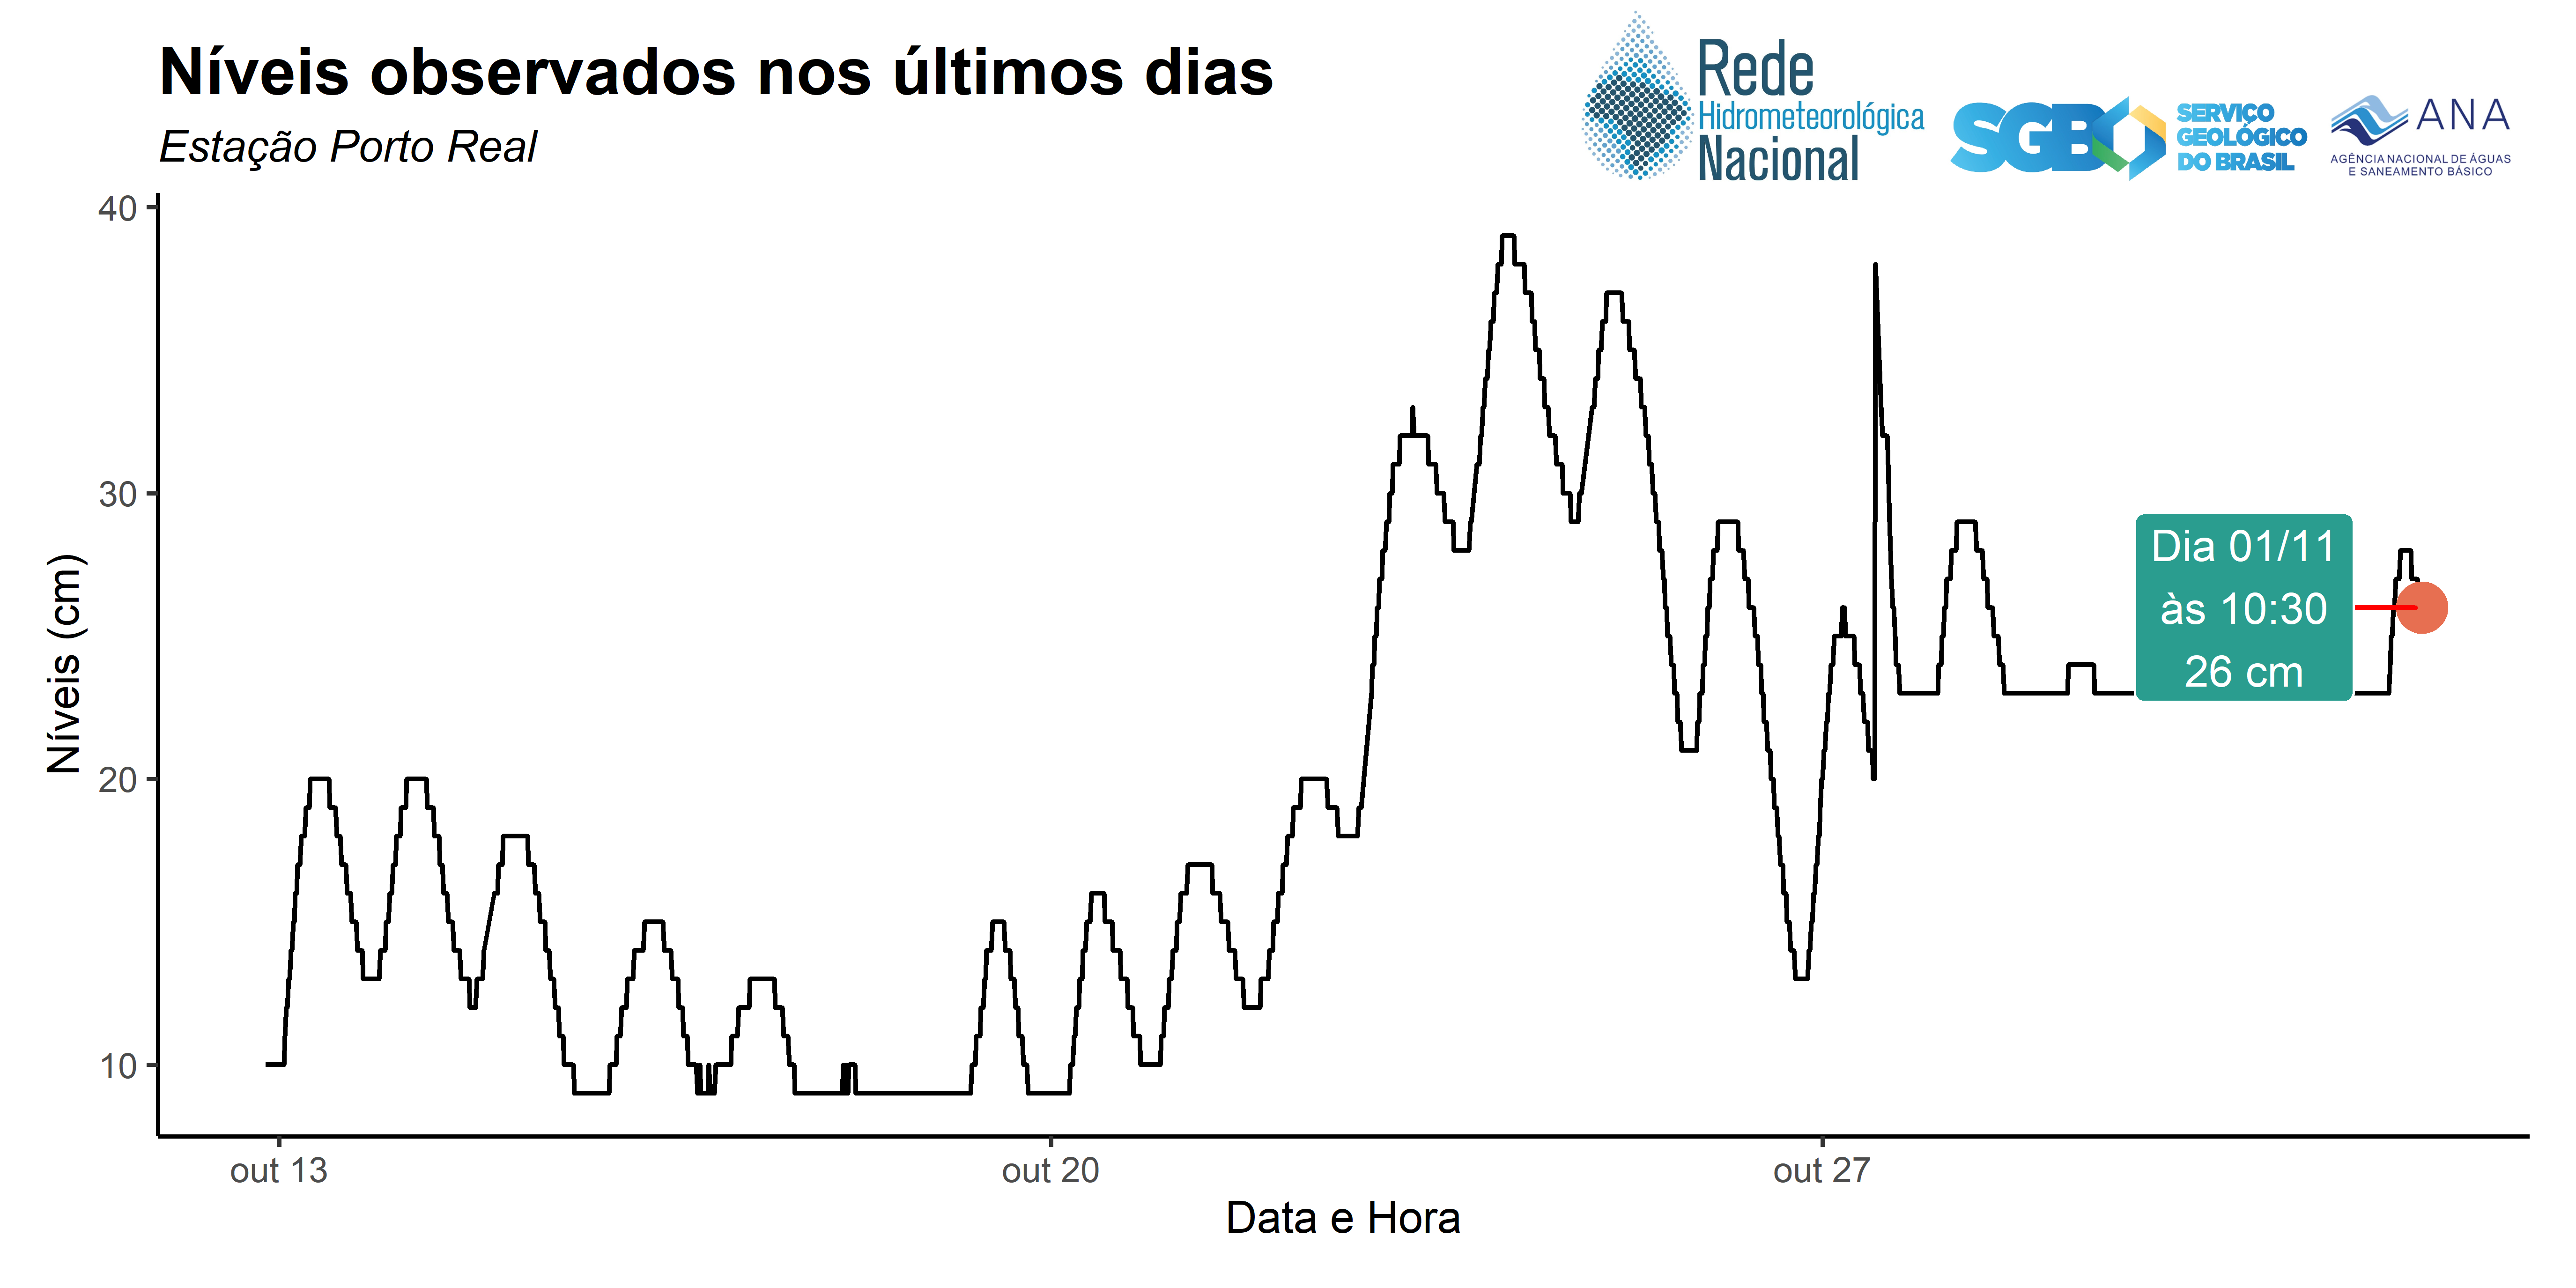 Níveis observados nos últimos dias
Estação Porto Real
Rede
Hidrometeorológica
Nacional
SGB
SERVIÇO
GEOLÓGICO
DO BRASIL
ANA
AGÊNCIA NACIONAL DE ÁGUAS
E SANEAMENTO BÁSICO
40
30
20
10
Níveis (cm)
Dia 01/11
às 10:30
26 cm
out 13
out 20
out 27
Data e Hora